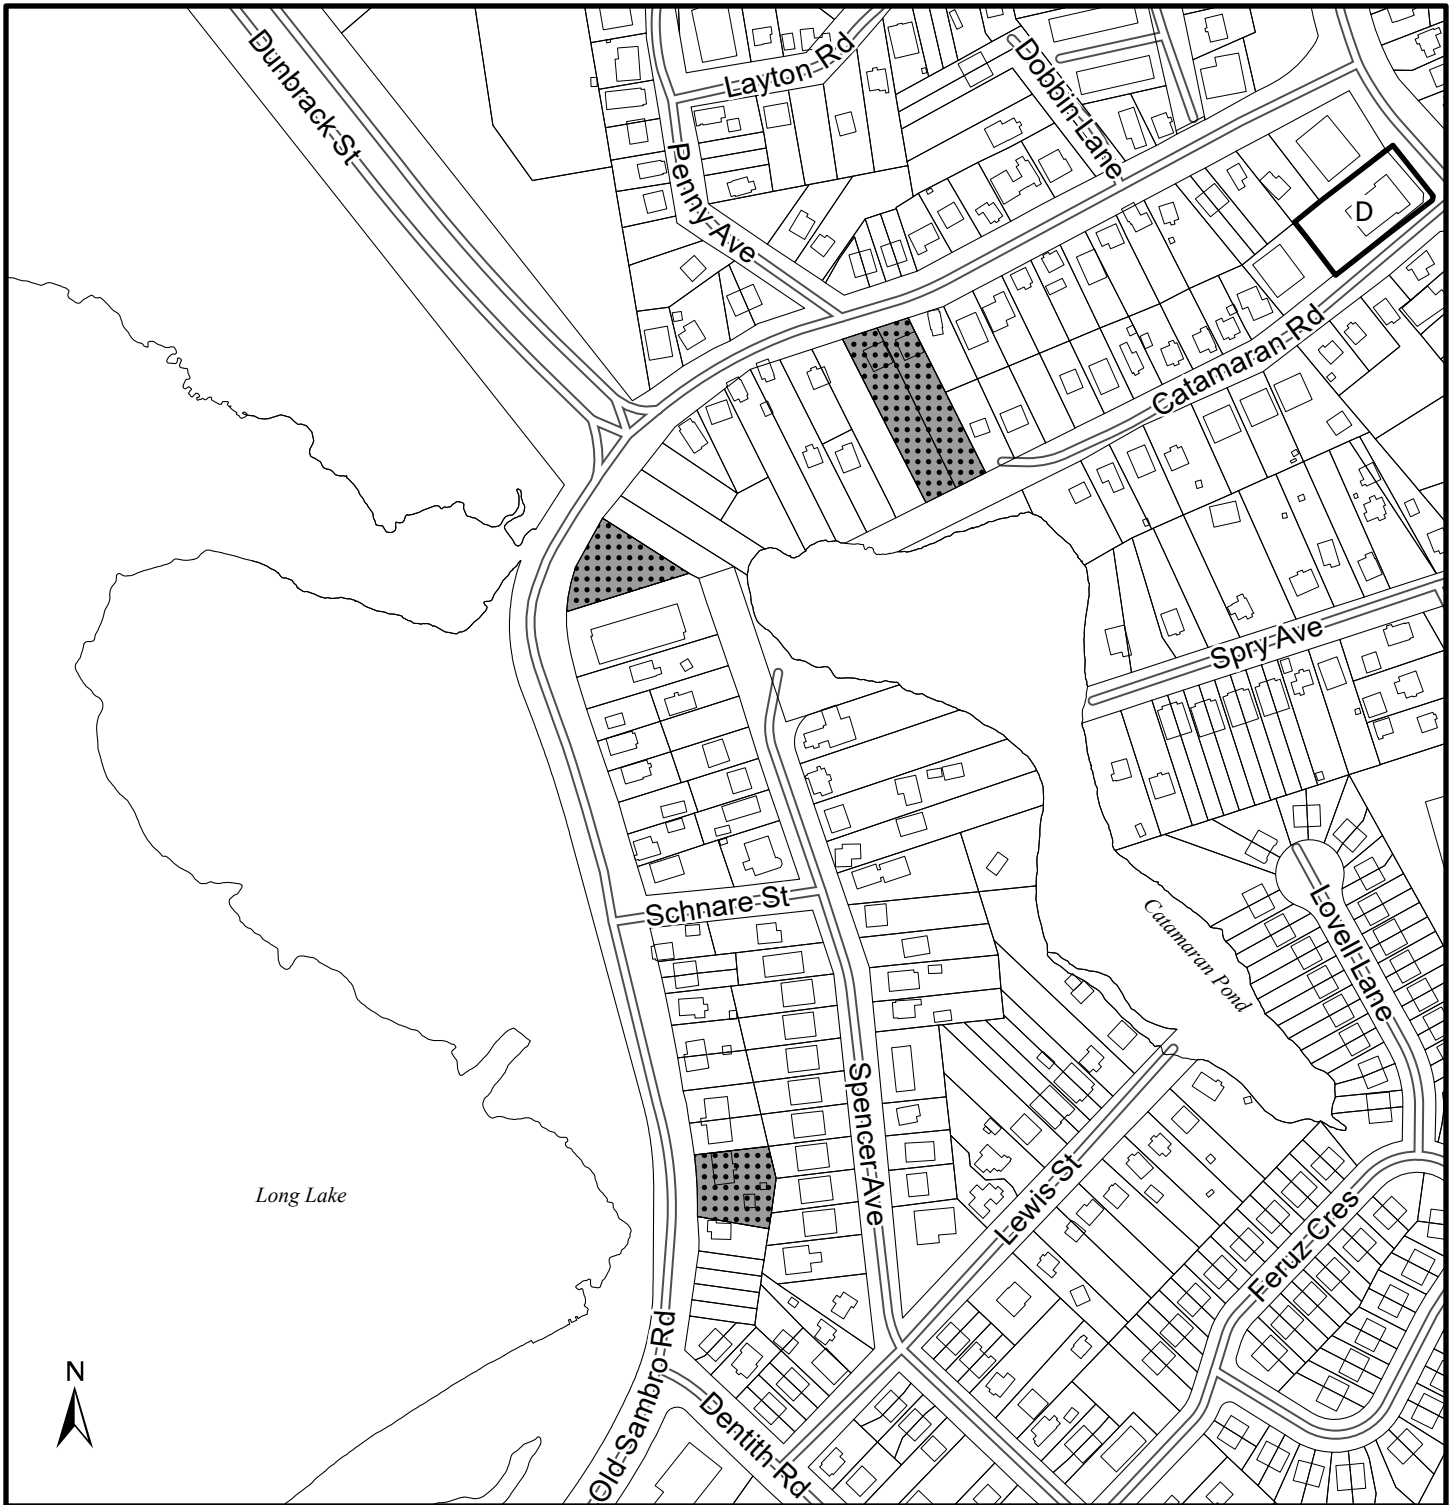 Dunbrack St
Layton Rd
Dobbin Lane
Penny Ave
D
Catamaran Rd
Spry Ave
Schnare St
Catamaran Pond
Lovell Lane
Spencer Ave
Long Lake
Lewis St
Feruz Cres
N
Old Sambro Rd
Dentith Rd